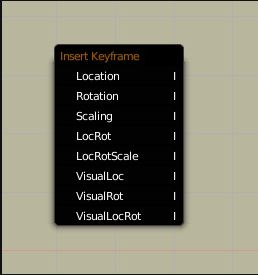 Insert Keyframe
Location I
Rotation I
Scaling I
LocRot I
LocRotScale I
VisualLoc I
VisualRot I
VisualLocRot I